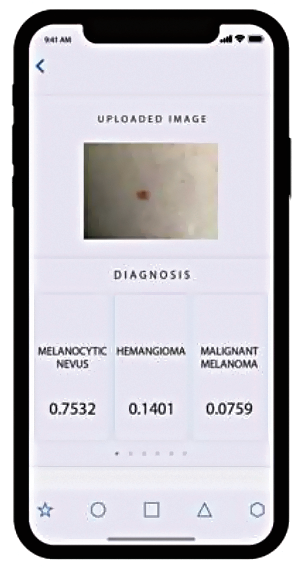 9:41 AM
UPLOADED IMAGE
DIAGNOSIS
MELANOCYTIC NEVUS
HEMANGIOMA
MALIGNANT MELANOMA
0.7532
0.1401
0.0759